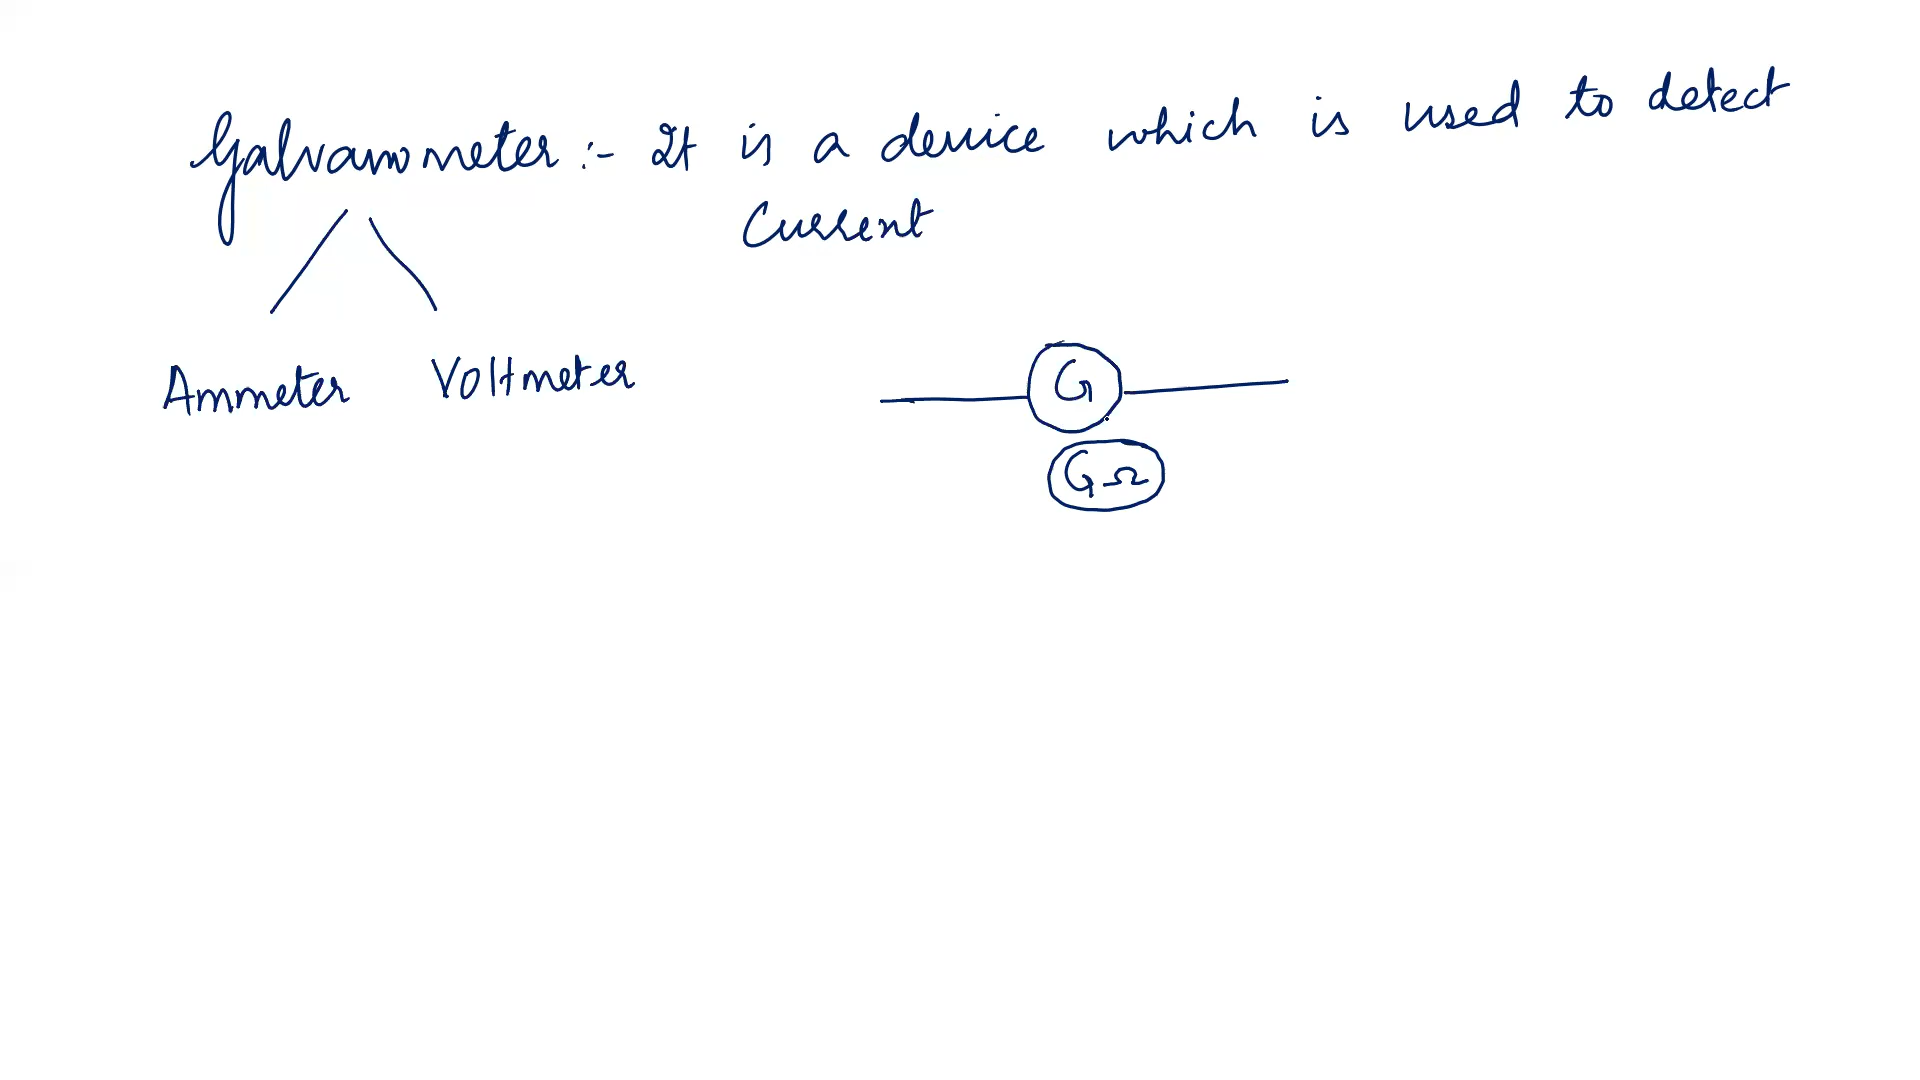 Galvanometer :- It is a device which is used to detect
Current
Ammeter Voltmeter
G
GΩ